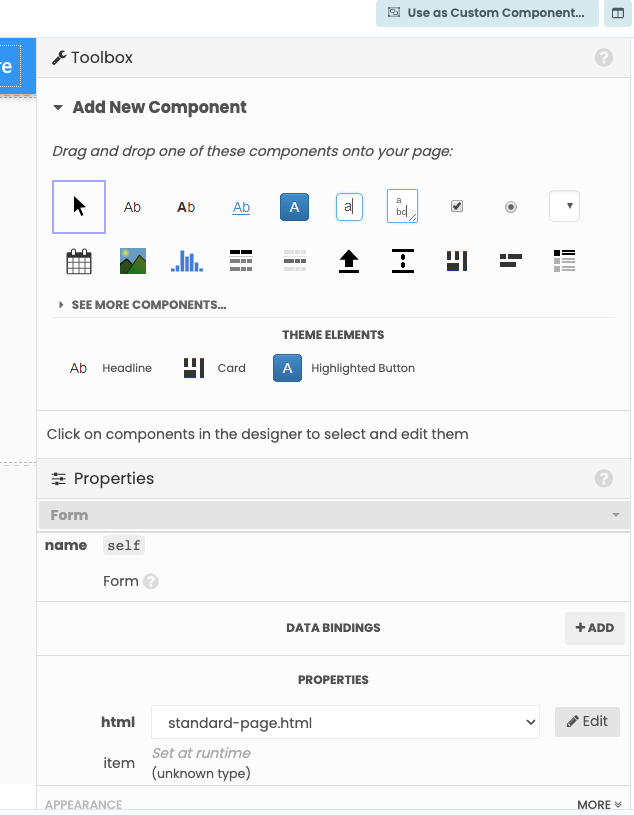 Use as Custom Component...
re
Toolbox
?
Add New Component
Drag and drop one of these components onto your page:
Ab Ab Ab A a a bc
SEE MORE COMPONENTS...
THEME ELEMENTS
Ab Headline Card A Highlighted Button
Click on components in the designer to select and edit them
Properties
?
Form
name self
Form ?
DATA BINDINGS
+ ADD
PROPERTIES
html standard-page.html Edit
item Set at runtime
(unknown type)
APPEARANCE MORE